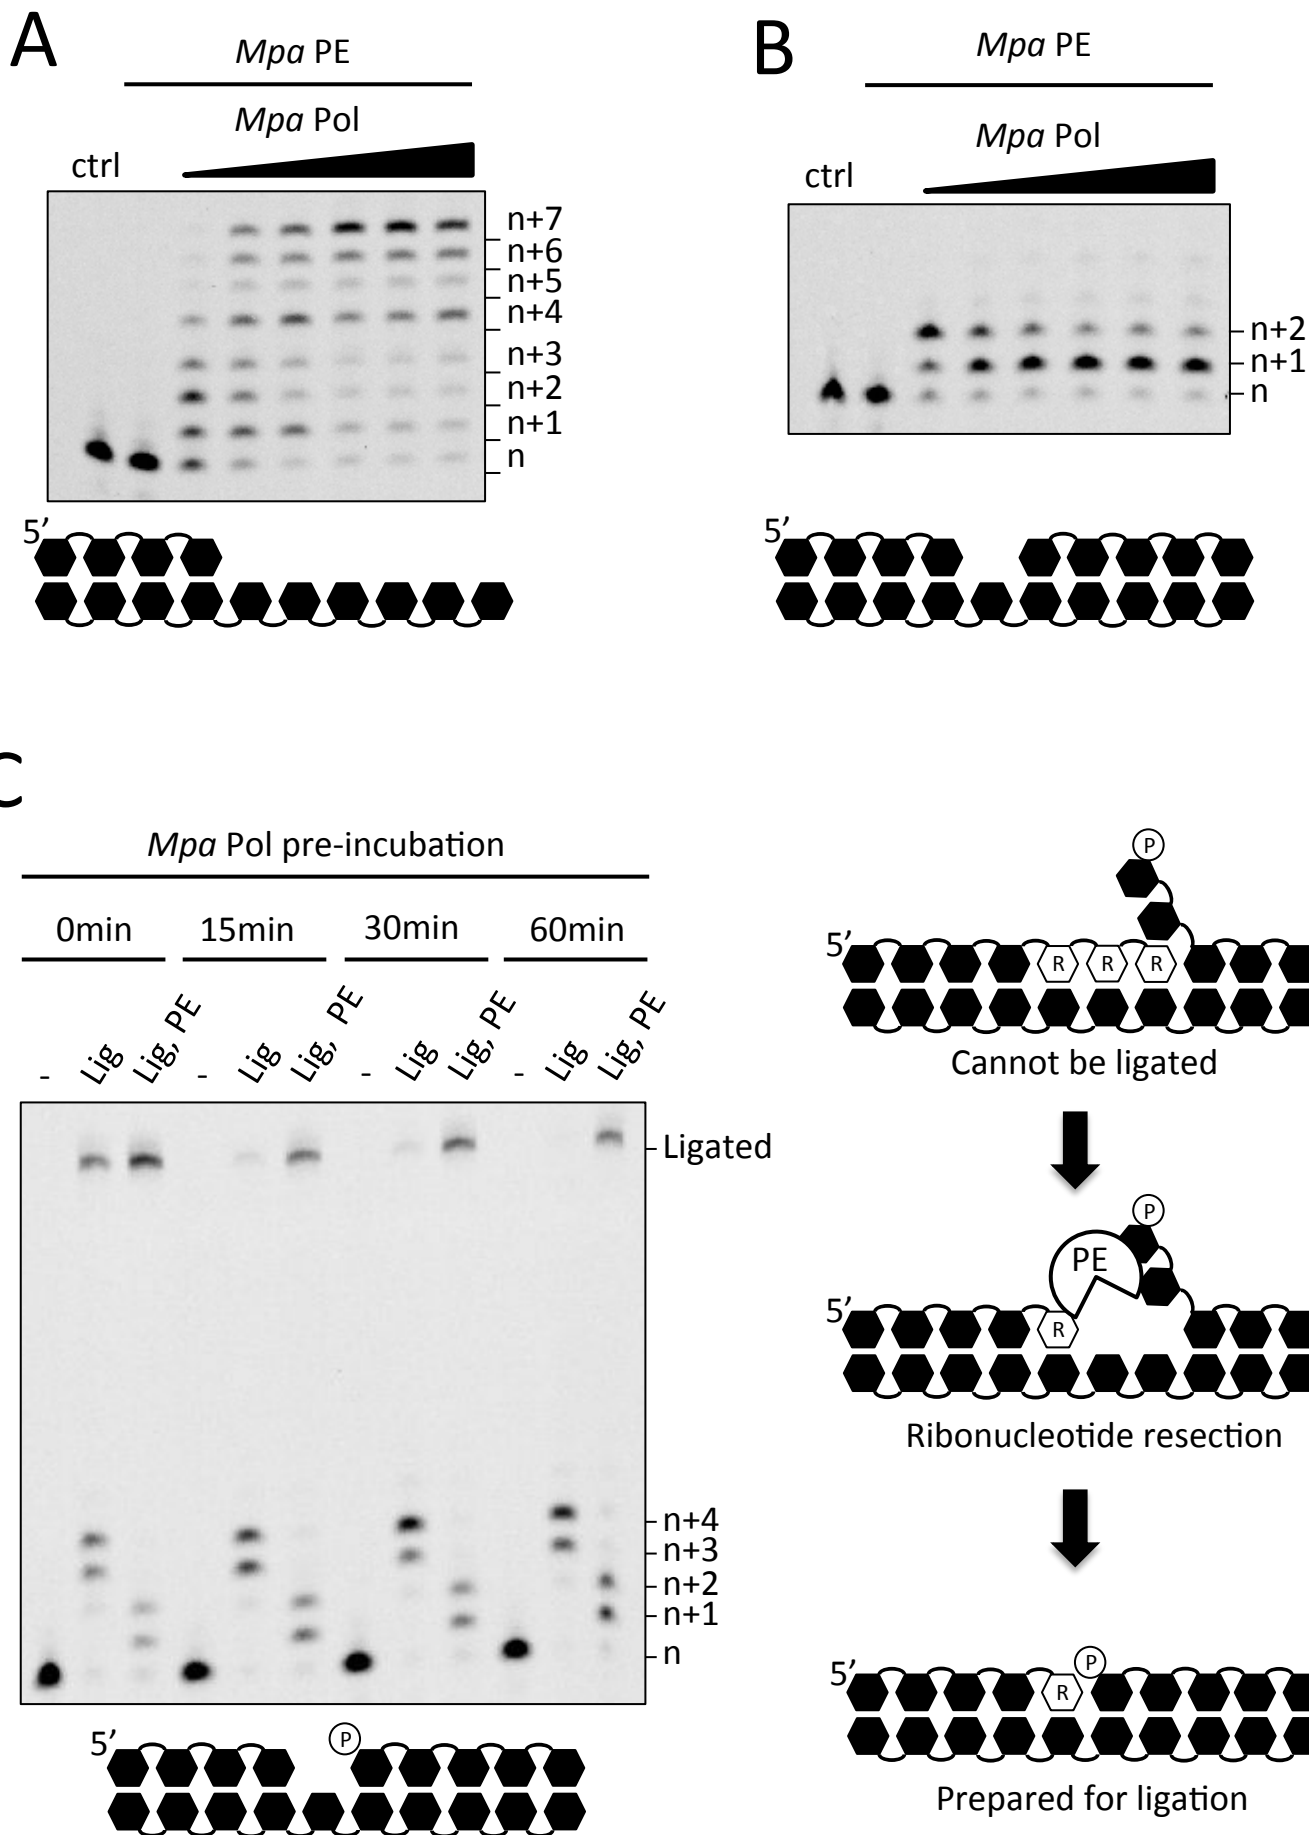 A
Mpa PE
Mpa Pol
ctrl
n+7
n+6
n+5
n+4
n+3
n+2
n+1
n
5’
B
Mpa PE
Mpa Pol
ctrl
n+2
n+1
n
5’
C
Mpa Pol pre-incubation
0min 15min 30min 60min
- Lig Lig, PE - Lig Lig, PE - Lig Lig, PE - Lig Lig, PE
Ligated
n+4
n+3
n+2
n+1
n
5’ P
P
5’
R R R
Cannot be ligated
P
PE
5’
R
Ribonucleotide resection
5’ P
R
Prepared for ligation